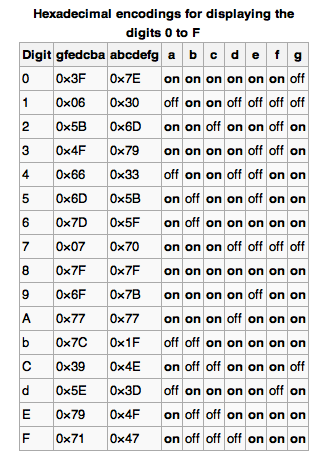 Hexadecimal encodings for displaying the
digits 0 to F
Digit gfedcba abcdefg a b c d e f g
0 0×3F 0×7E on on on on on on off
1 0×06 0×30 off on on off off off off
2 0×5B 0×6D on on off on on off on
3 0×4F 0×79 on on on on off off on
4 0×66 0×33 off on on off off on on
5 0×6D 0×5B on off on on off on on
6 0×7D 0×5F on off on on on on on
7 0×07 0×70 on on on off off off off
8 0×7F 0×7F on on on on on on on
9 0×6F 0×7B on on on on off on on
A 0×77 0×77 on on on off on on on
b 0×7C 0×1F off off on on on on on
C 0×39 0×4E on off off on on on off
d 0×5E 0×3D off on on on on off on
E 0×79 0×4F on off off on on on on
F 0×71 0×47 on off off off on on on